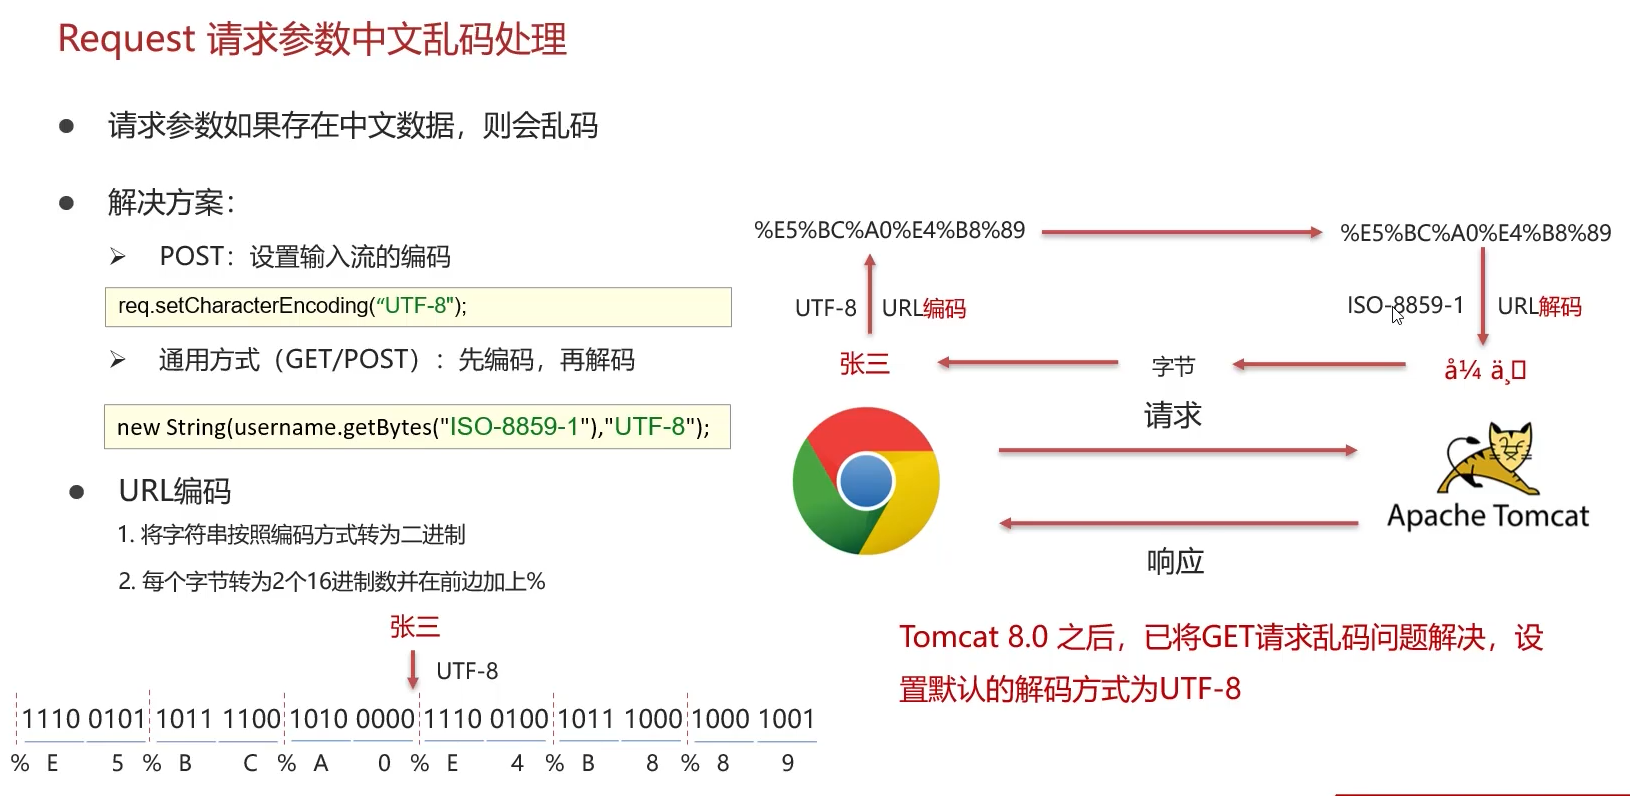 Request 请求参数中文乱码处理
请求参数如果存在中文数据，则会乱码
解决方案：
POST：设置输入流的编码
req.setCharacterEncoding(“UTF-8");
通用方式（GET/POST）：先编码，再解码
new String(username.getBytes("ISO-8859-1"),"UTF-8");
URL编码
1. 将字符串按照编码方式转为二进制
2. 每个字节转为2个16进制数并在前边加上%
张三
UTF-8
1110 0101 1011 1100 1010 0000 1110 0100 1011 1000 1000 1001
% E 5 % B C % A 0 % E 4 % B 8 % 8 9
%E5%BC%A0%E4%B8%89 %E5%BC%A0%E4%B8%89
UTF-8 URL编码 ISO-8859-1 URL解码
张三 字节 å¼ ä¸
请求
Apache Tomcat
响应
Tomcat 8.0 之后，已将GET请求乱码问题解决，设
置默认的解码方式为UTF-8